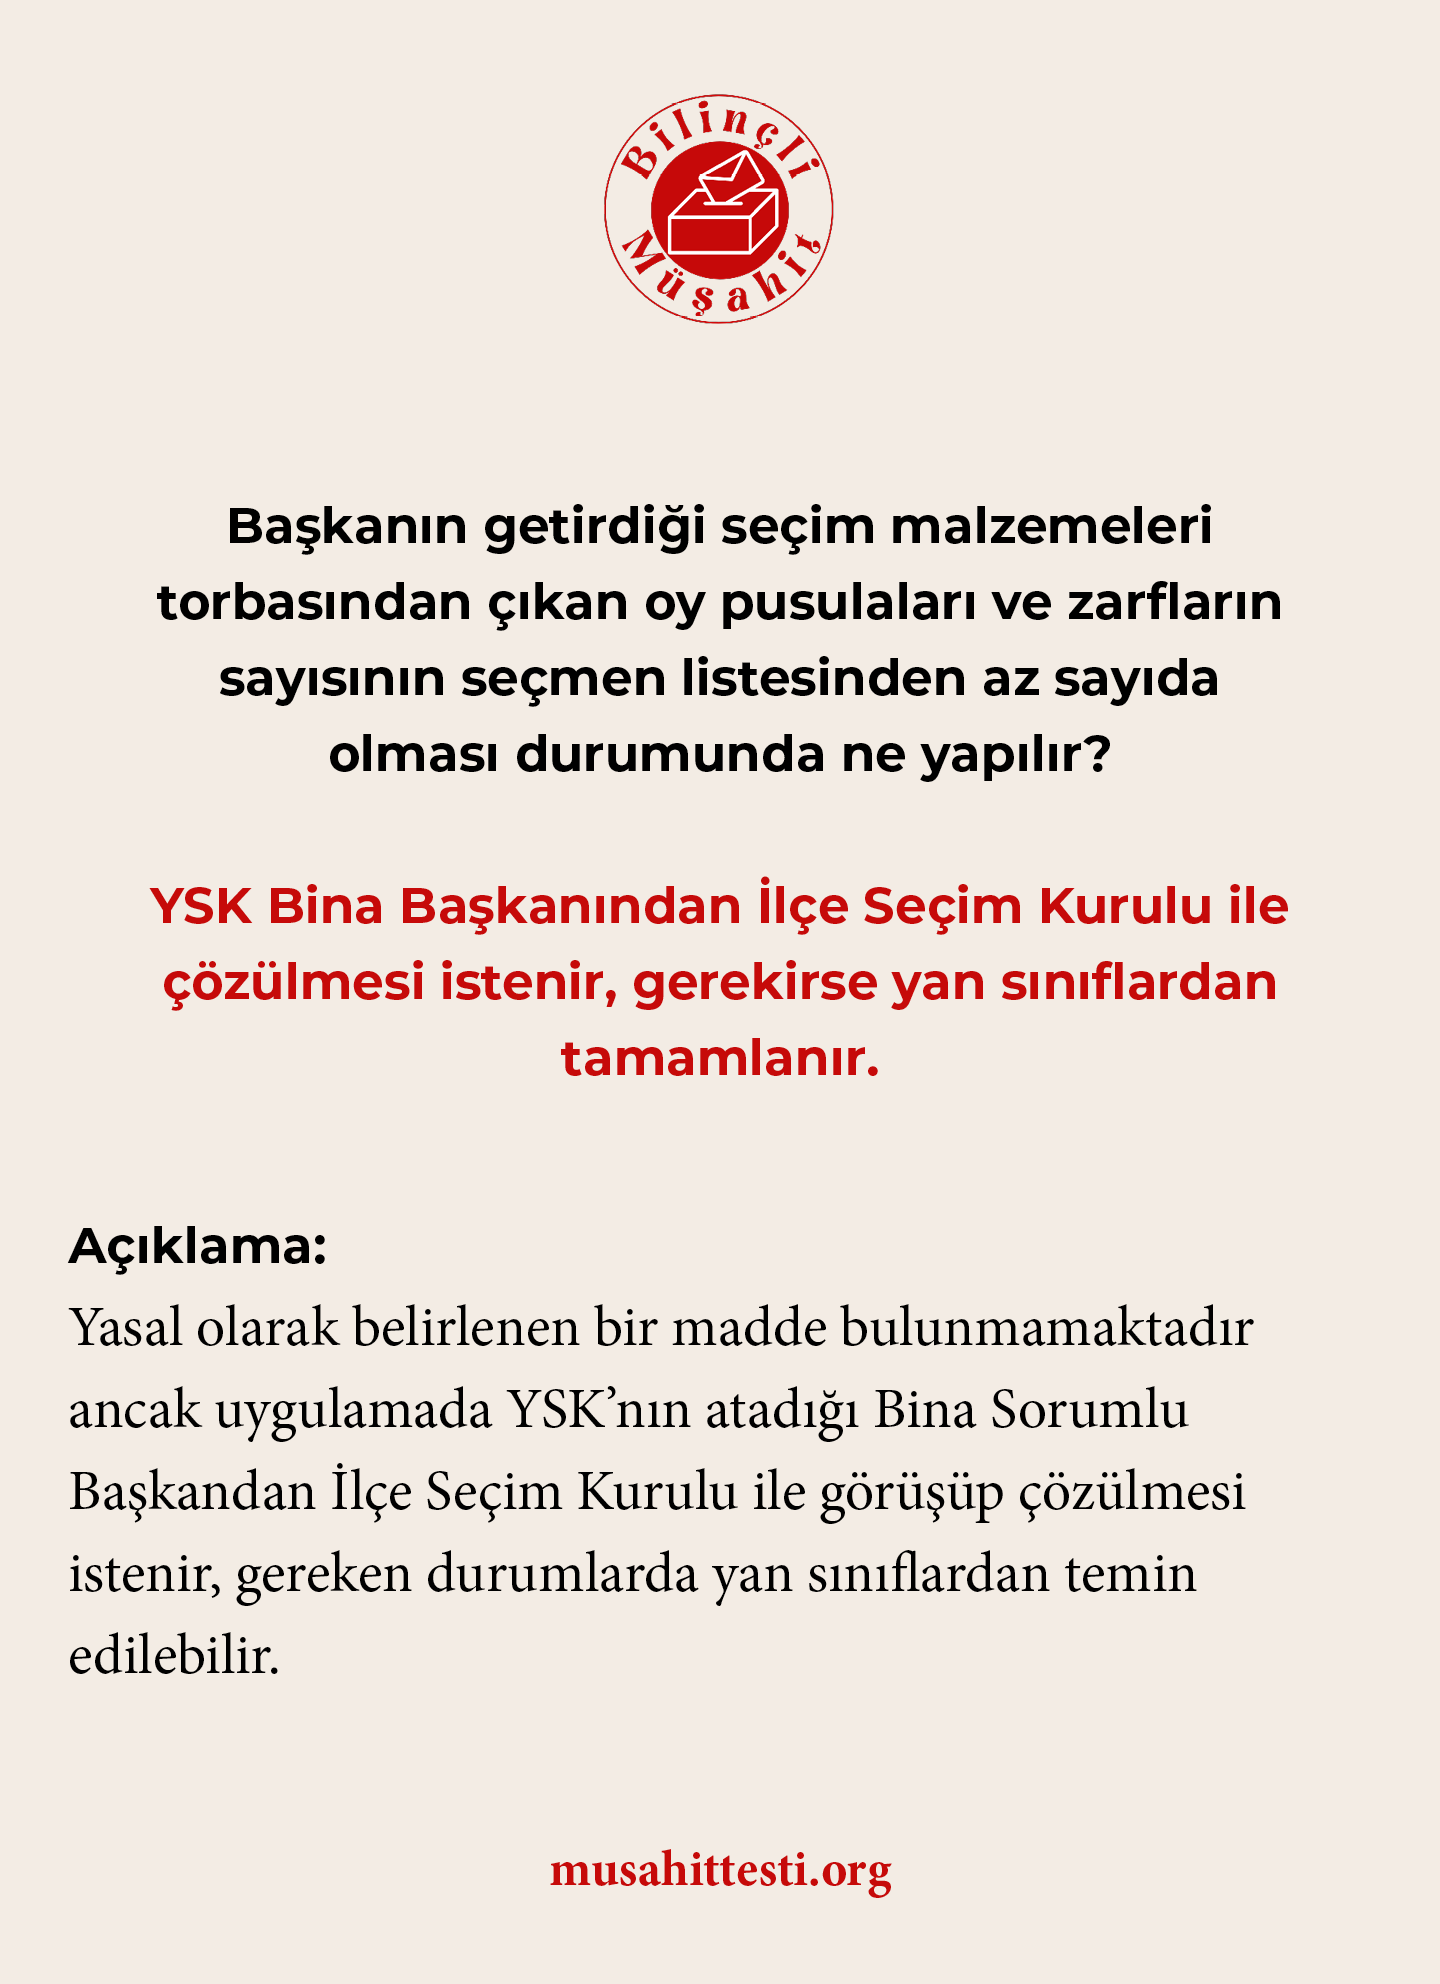 Bilinçli
Müşahit
Başkanın getirdiği seçim malzemeleri
torbasından çıkan oy pusulaları ve zarfların
sayısının seçmen listesinden az sayıda
olması durumunda ne yapılır?
YSK Bina Başkanından İlçe Seçim Kurulu ile
çözülmesi istenir, gerekirse yan sınıflardan
tamamlanır.
Açıklama:
Yasal olarak belirlenen bir madde bulunmamaktadır
ancak uygulamada YSK’nın atadığı Bina Sorumlu
Başkandan İlçe Seçim Kurulu ile görüşüp çözülmesi
istenir, gereken durumlarda yan sınıflardan temin
edilebilir.
musahittesti.org